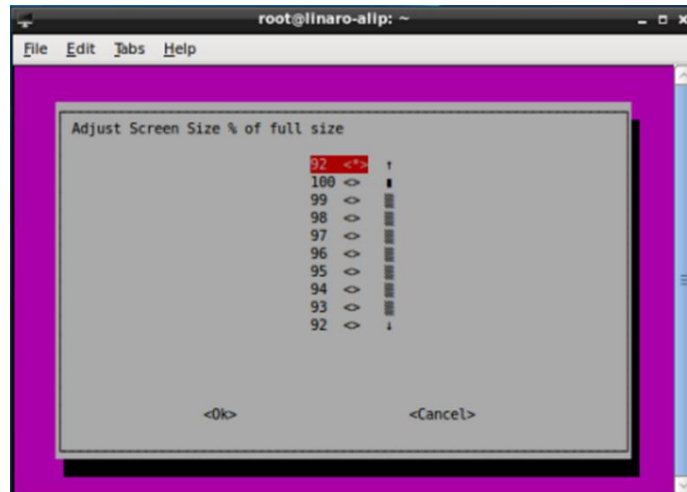 root@linaro-alip: ~
File Edit Tabs Help
Adjust Screen Size % of full size
92 <*> ↑
100 <>
99 <>
98 <>
97 <>
96 <>
95 <>
94 <>
93 <>
92 <> ↓
<Ok> <Cancel>